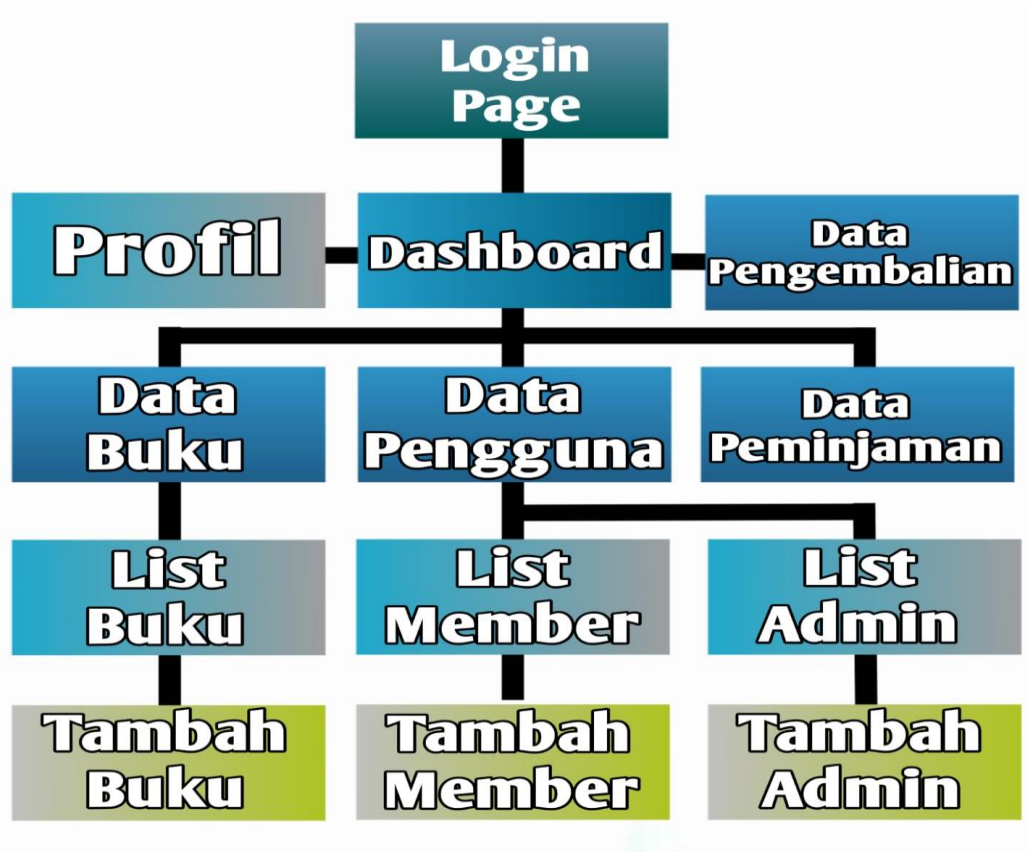 Login
Page
Profil
Dashboard
Data
Pengembalian
Data
Buku
Data
Pengguna
Data
Peminjaman
List
Buku
List
Member
List
Admin
Tambah
Buku
Tambah
Member
Tambah
Admin